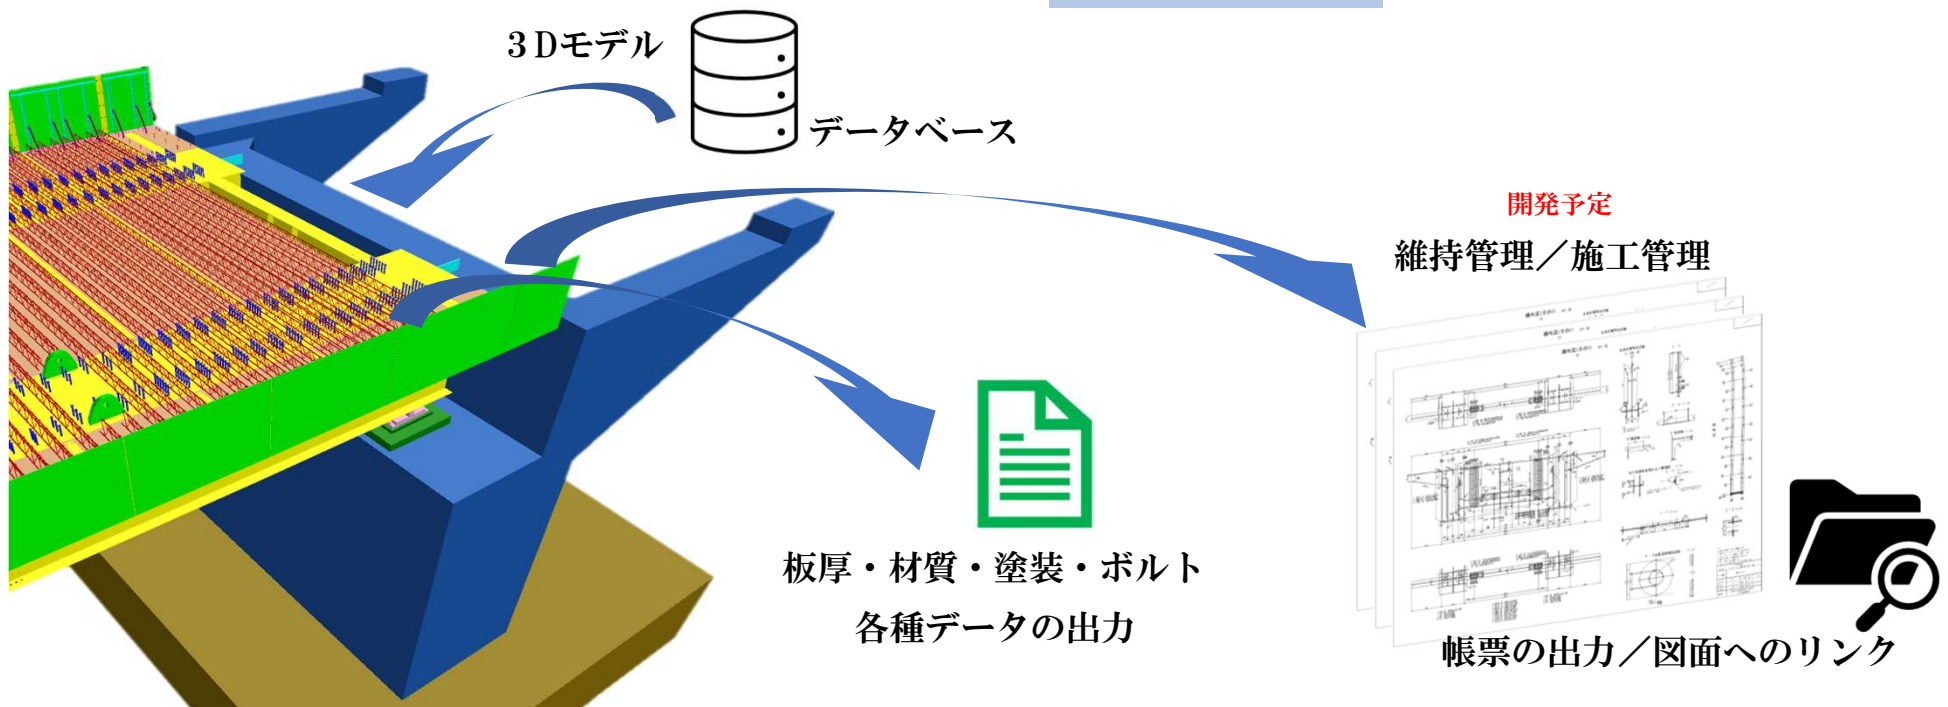 ３Dモデル
データベース
開発予定
維持管理／施工管理
板厚・材質・塗装・ボルト
各種データの出力
帳票の出力／図面へのリンク